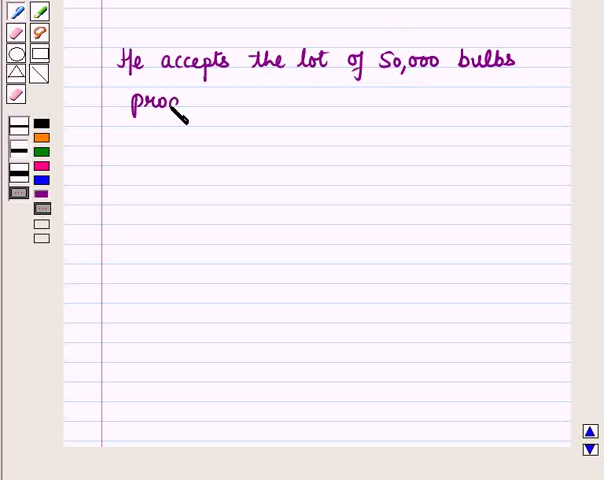 He accepts the lot of 50,000 bulbs
proc